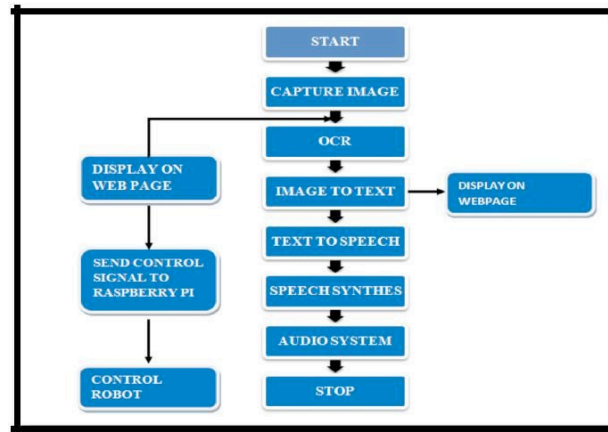 START
CAPTURE IMAGE
OCR
DISPLAY ON
WEB PAGE
IMAGE TO TEXT
DISPLAY ON
WEBPAGE
TEXT TO SPEECH
SEND CONTROL
SIGNAL TO
RASPBERRY PI
SPEECH SYNTHES
AUDIO SYSTEM
CONTROL
ROBOT
STOP